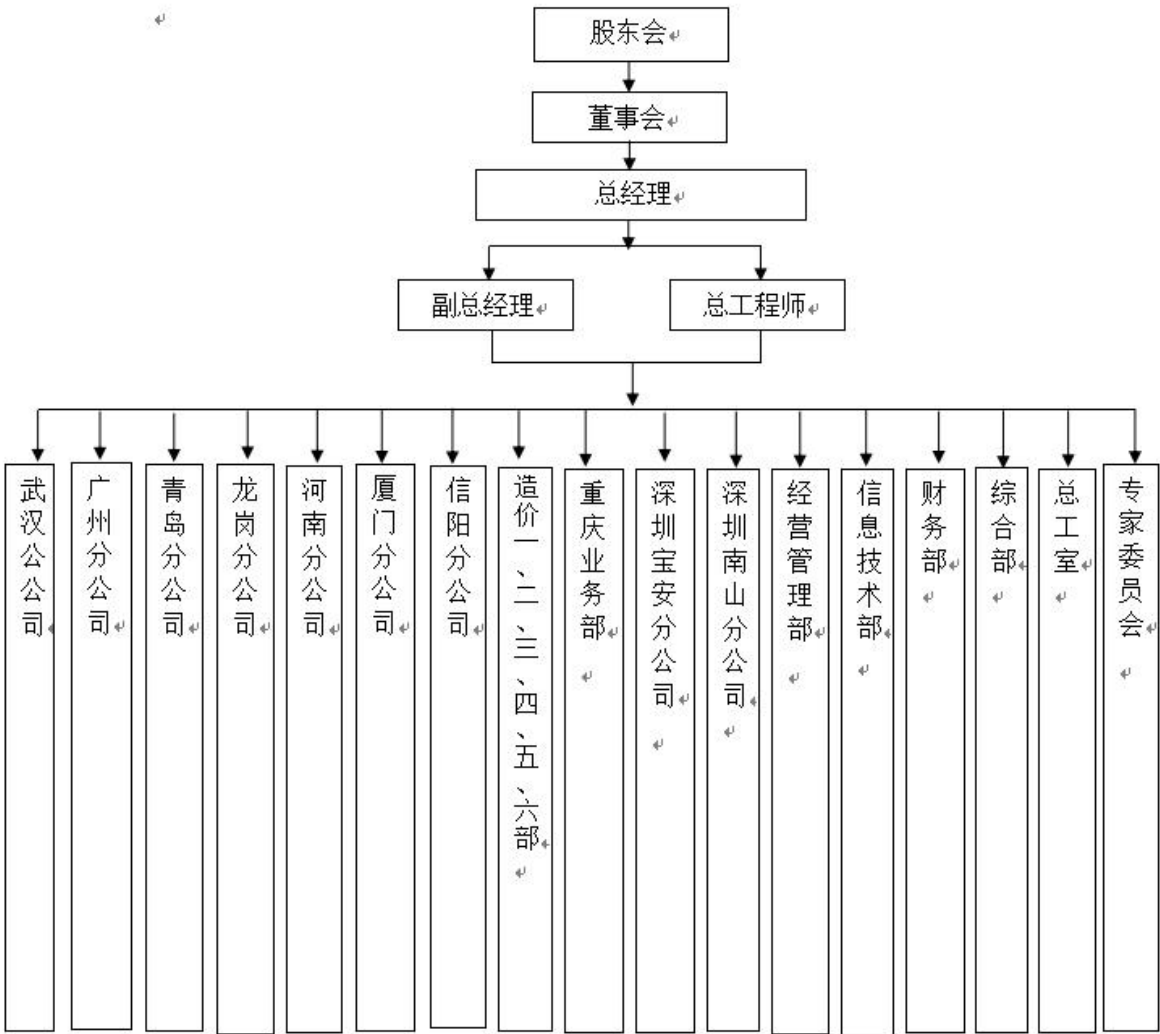 股东会
董事会
总经理
副总经理
总工程师
武汉公公司
广州分公司
青岛分公司
龙岗分公司
河南分公司
厦门分公司
信阳分公司
造价一、二、三、四、五、六部
重庆业务部
深圳宝安分公司
深圳南山分公司
经营管理部
信息技术部
财务部
综合部
总工室
专家委员会